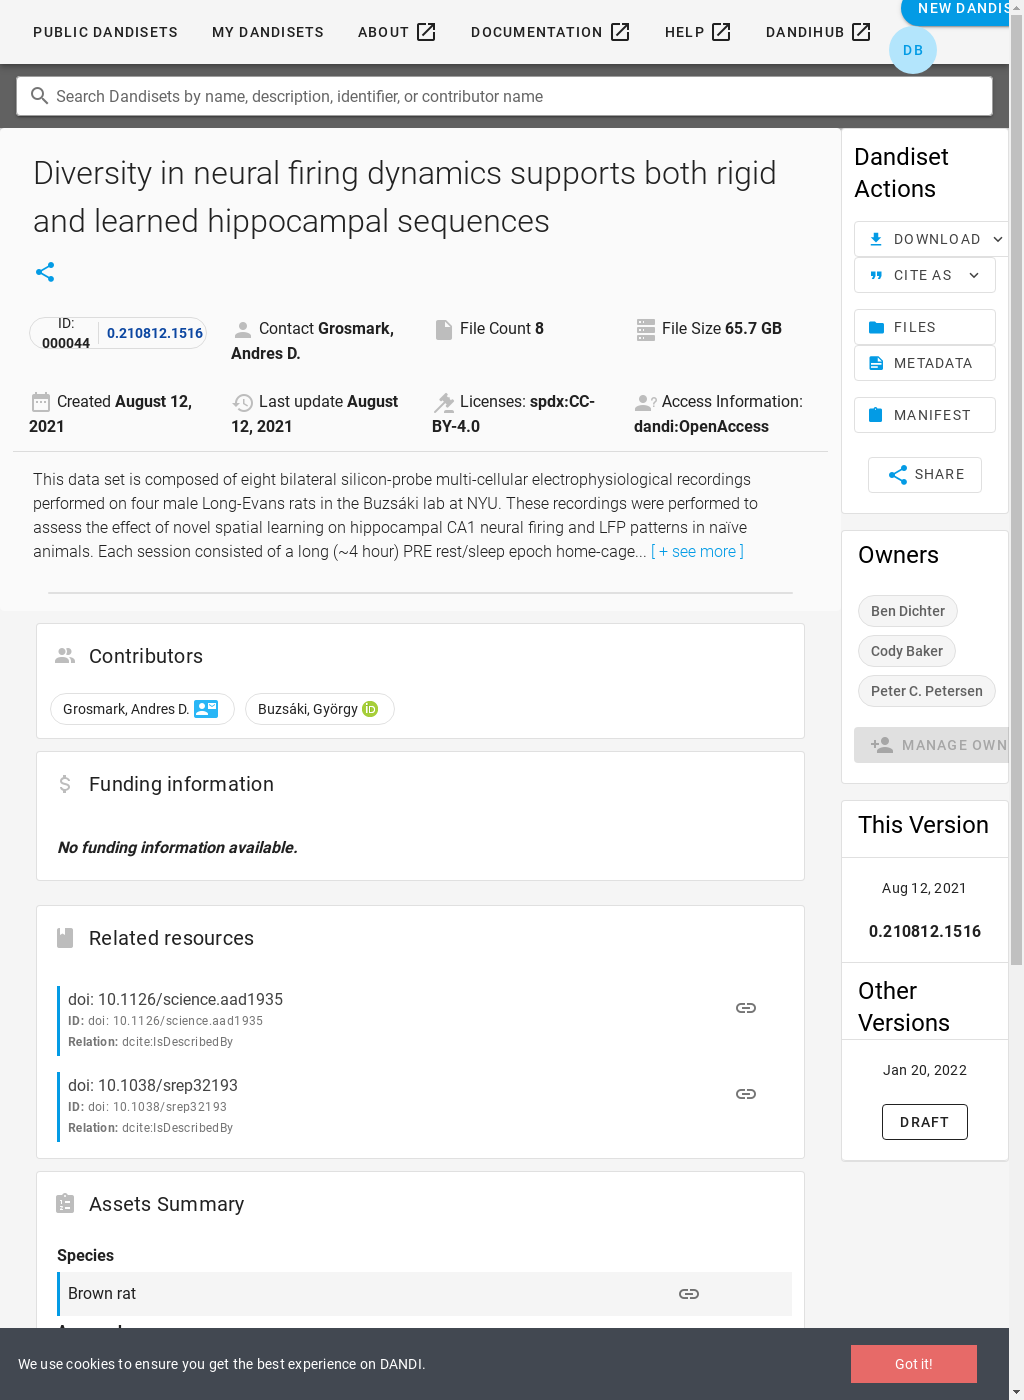 PUBLIC DANDISETS
MY DANDISETS
ABOUT
DOCUMENTATION
HELP
DANDIHUB
NEW DANDIS
DB
Search Dandisets by name, description, identifier, or contributor name
Diversity in neural firing dynamics supports both rigid
and learned hippocampal sequences
ID:
000044
0.210812.1516
Contact Grosmark,
Andres D.
File Count 8
File Size 65.7 GB
Created August 12,
2021
Last update August
12, 2021
Licenses: spdx:CC-
BY-4.0
Access Information:
dandi:OpenAccess
This data set is composed of eight bilateral silicon-probe multi-cellular electrophysiological recordings
performed on four male Long-Evans rats in the Buzsáki lab at NYU. These recordings were performed to
assess the effect of novel spatial learning on hippocampal CA1 neural firing and LFP patterns in naïve
animals. Each session consisted of a long (~4 hour) PRE rest/sleep epoch home-cage... [ + see more ]
Contributors
Grosmark, Andres D.
Buzsáki, György
iD
Funding information
No funding information available.
Related resources
doi: 10.1126/science.aad1935
ID: doi: 10.1126/science.aad1935
Relation: dcite:IsDescribedBy
doi: 10.1038/srep32193
ID: doi: 10.1038/srep32193
Relation: dcite:IsDescribedBy
Assets Summary
Species
Brown rat
Dandiset
Actions
DOWNLOAD
CITE AS
FILES
METADATA
MANIFEST
SHARE
Owners
Ben Dichter
Cody Baker
Peter C. Petersen
MANAGE OWN
This Version
Aug 12, 2021
0.210812.1516
Other
Versions
Jan 20, 2022
DRAFT
We use cookies to ensure you get the best experience on DANDI.
Got it!